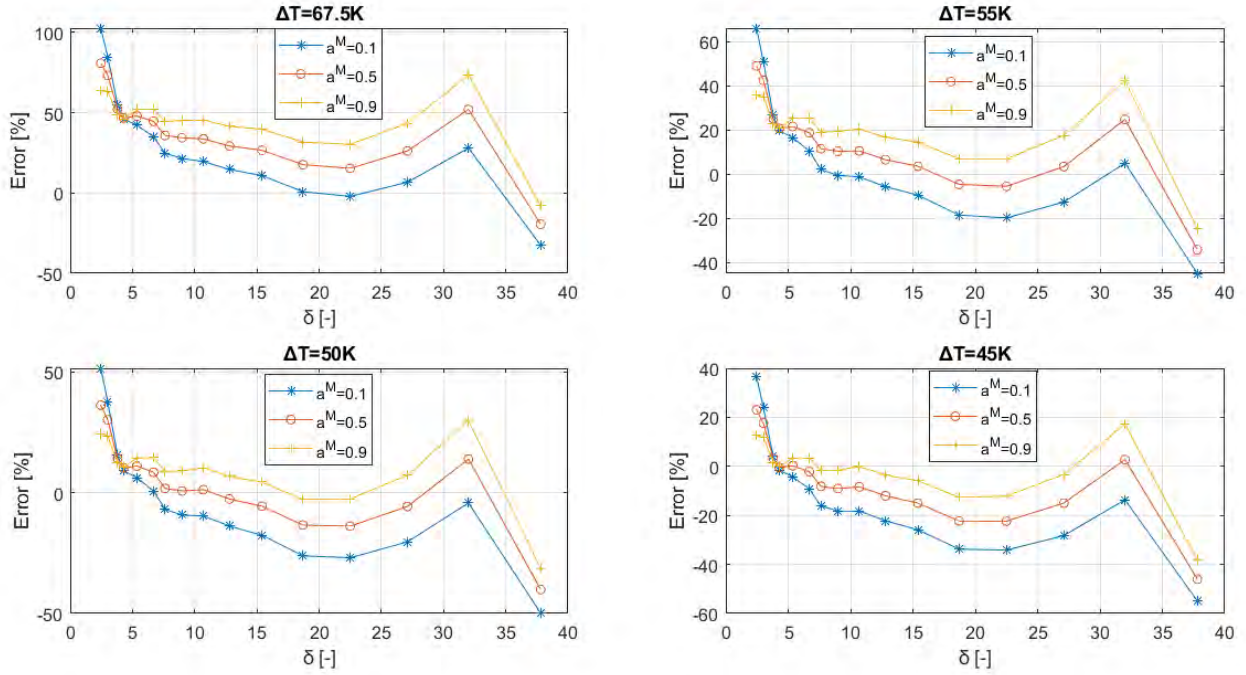 ΔT=67.5K
100
50
0
-50
Error [%]
a^M=0.1
a^M=0.5
a^M=0.9
0 5 10 15 20 25 30 35 40
δ [-]
ΔT=55K
60
40
20
0
-20
-40
Error [%]
a^M=0.1
a^M=0.5
a^M=0.9
0 5 10 15 20 25 30 35 40
δ [-]
ΔT=50K
50
0
-50
Error [%]
a^M=0.1
a^M=0.5
a^M=0.9
0 5 10 15 20 25 30 35 40
δ [-]
ΔT=45K
40
20
0
-20
-40
-60
Error [%]
a^M=0.1
a^M=0.5
a^M=0.9
0 5 10 15 20 25 30 35 40
δ [-]